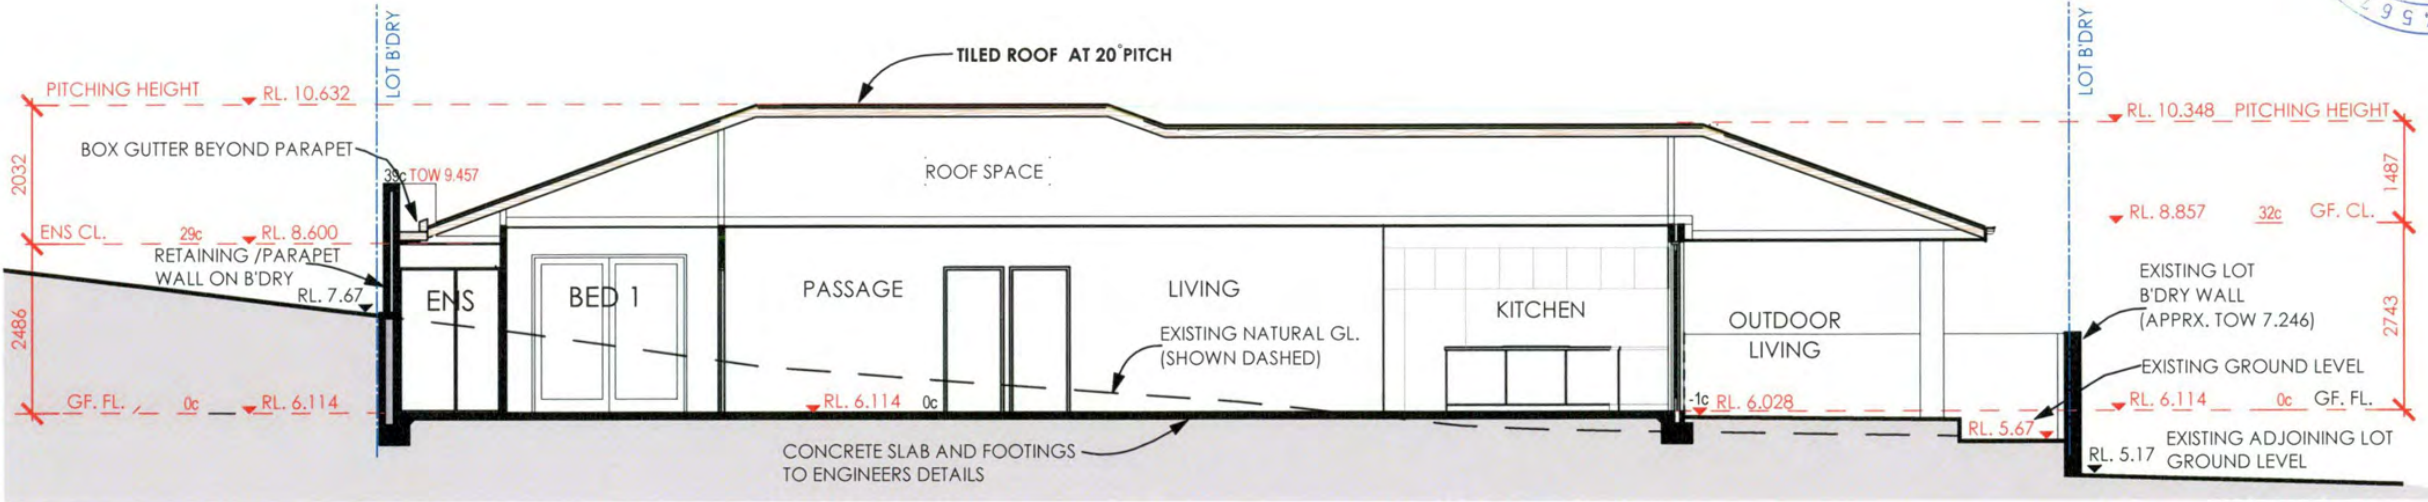 LOT B'DRY
TILED ROOF AT 20° PITCH
LOT B'DRY
PITCHING HEIGHT
RL. 10.632
RL. 10.348 PITCHING HEIGHT
BOX GUTTER BEYOND PARAPET
2032
39c TOW 9.457
ROOF SPACE
1487
ENS CL. 29c RL. 8.600
RL. 8.857 32c GF. CL.
RETAINING /PARAPET
WALL ON B'DRY
RL. 7.67
2486
ENS
BED 1
PASSAGE
LIVING
KITCHEN
EXISTING NATURAL GL.
(SHOWN DASHED)
OUTDOOR
LIVING
EXISTING LOT
B'DRY WALL
(APPRX. TOW 7.246)
2743
EXISTING GROUND LEVEL
GF. FL. 0c RL. 6.114
RL. 6.114 0c
-1c RL. 6.028
RL. 6.114 0c GF. FL.
RL. 5.67
CONCRETE SLAB AND FOOTINGS
TO ENGINEERS DETAILS
RL. 5.17
EXISTING ADJOINING LOT
GROUND LEVEL